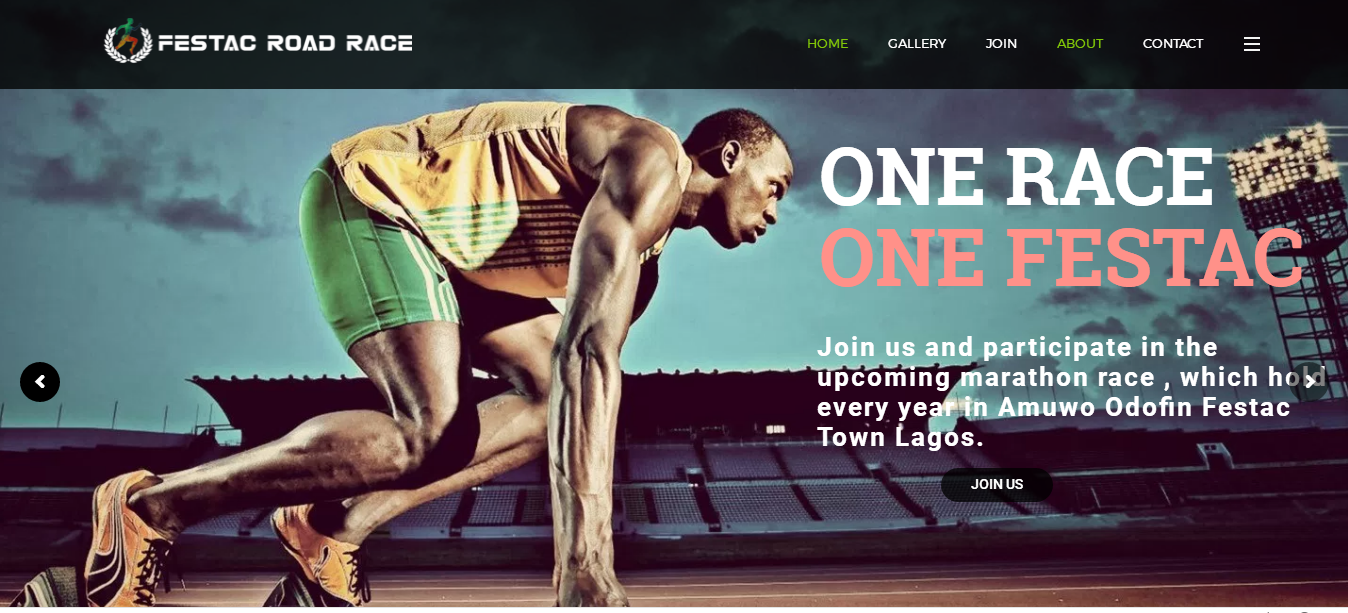 FESTAC ROAD RACE
HOME GALLERY JOIN ABOUT CONTACT
ONE RACE
ONE FESTAC
Join us and participate in the
upcoming marathon race , which hold
every year in Amuwo Odofin Festac
Town Lagos.
JOIN US